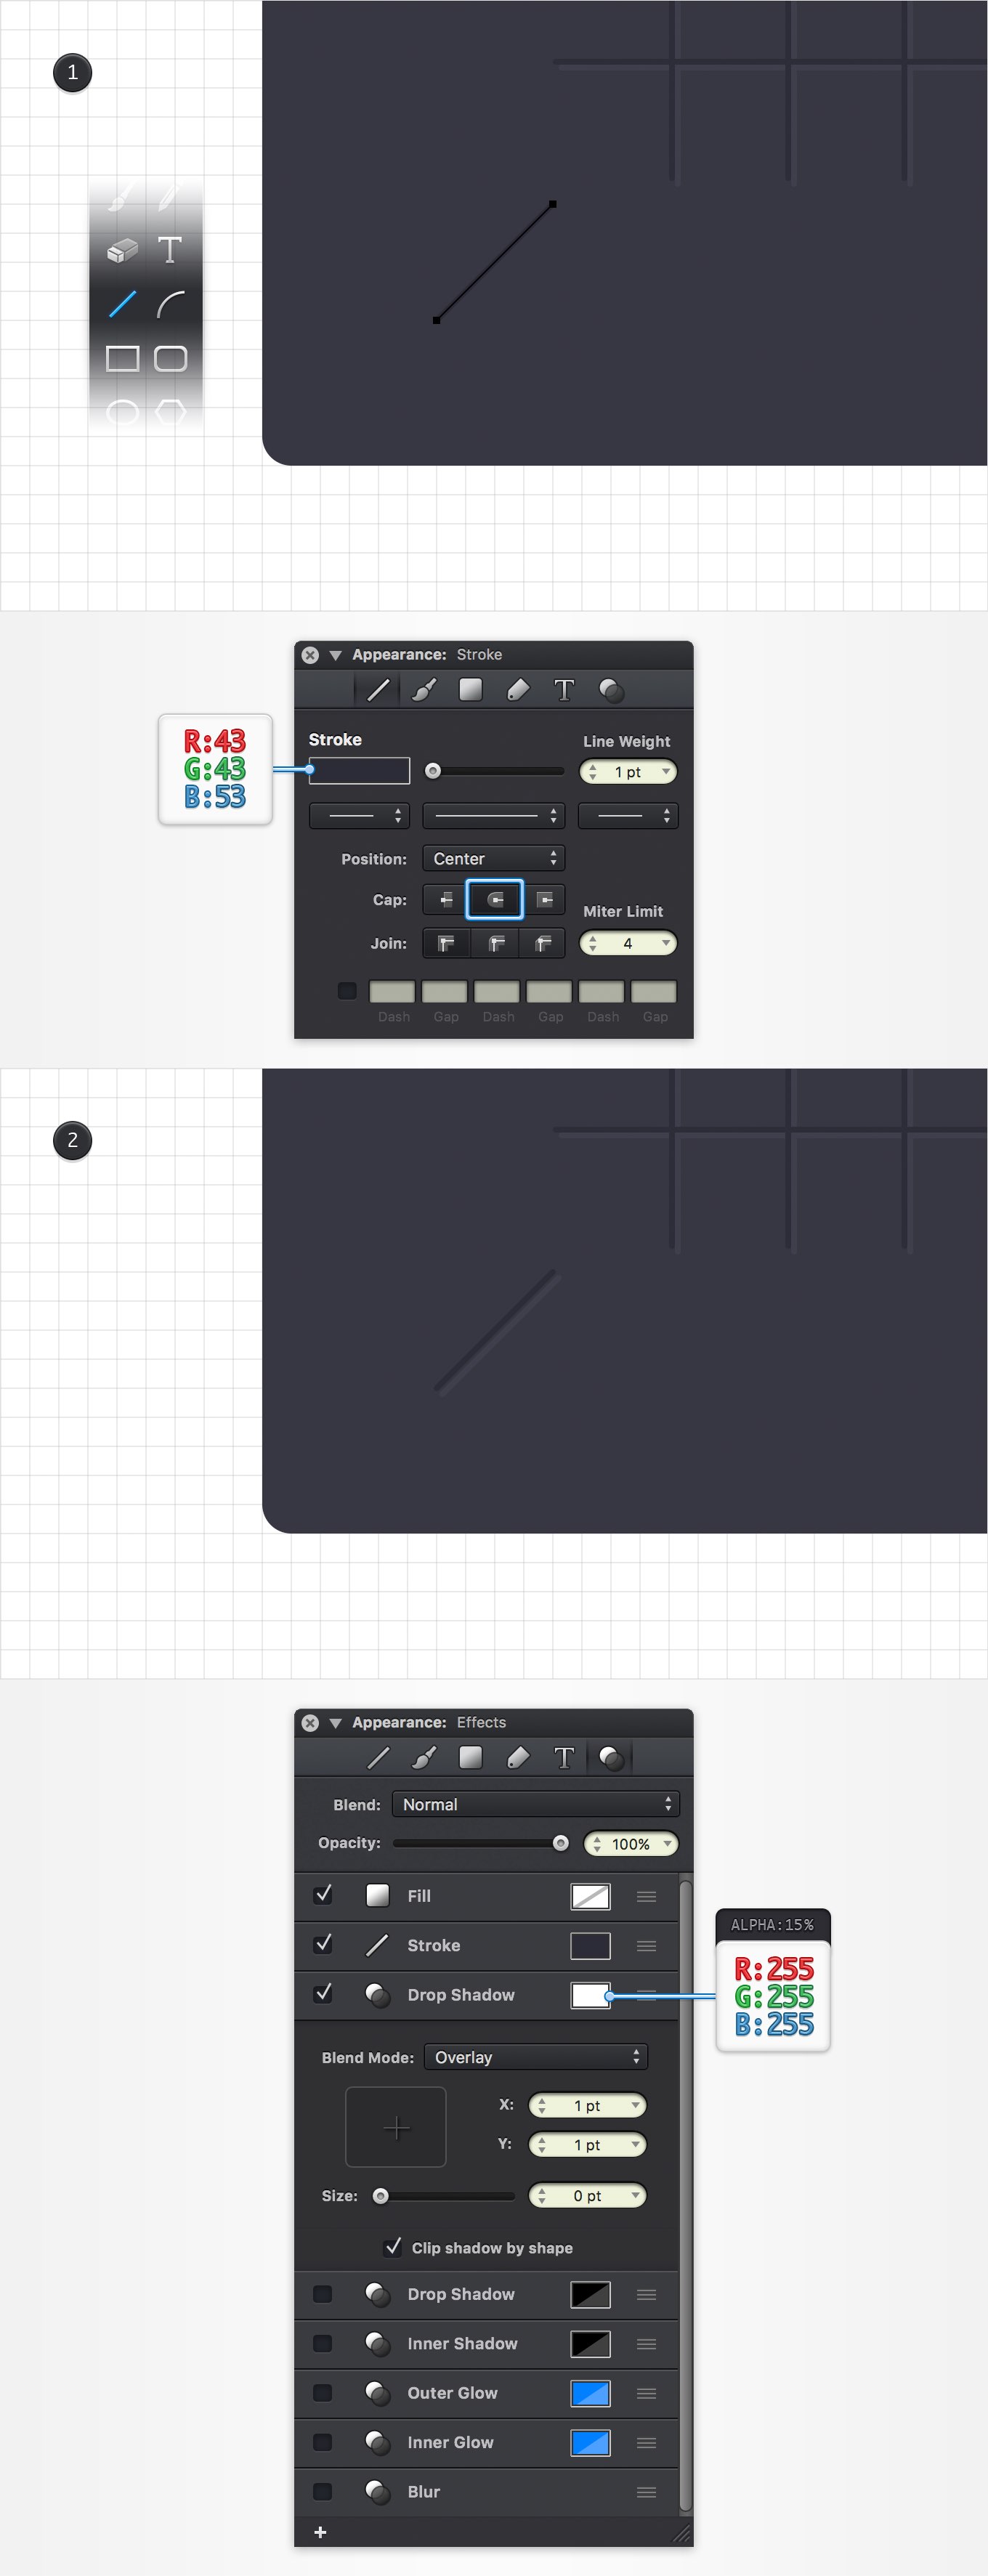 1
T
Appearance: Stroke
T
R:43
G:43
B:53
Stroke
Line Weight
1 pt
Position: Center
Cap:
Miter Limit
Join:
4
Dash Gap Dash Gap Dash Gap
2
Appearance: Effects
T
Blend: Normal
Opacity: 100%
Fill
Stroke
Drop Shadow
ALPHA:15%
R:255
G:255
B:255
Blend Mode: Overlay
X: 1 pt
Y: 1 pt
Size: 0 pt
Clip shadow by shape
Drop Shadow
Inner Shadow
Outer Glow
Inner Glow
Blur
+